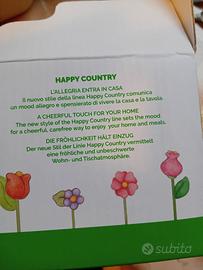 HAPPY COUNTRY
L'ALLEGRIA ENTRA IN CASA
Il nuovo stile della linea Happy Country comunica
un mood allegro e spensierato di vivere la casa e la tavola.
A CHEERFUL TOUCH FOR YOUR HOME
The new style of the Happy Country line sets the mood
for a cheerful, carefree way to enjoy your home and meals.
DIE FRÖHLICHKEIT HÄLT EINZUG
Der neue Stil der Linie Happy Country vermittelt
eine fröhliche und unbeschwerte
Wohn- und Tischatmosphäre.
subito